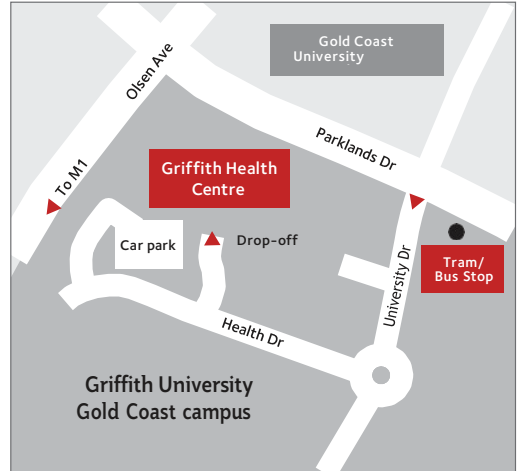 Gold Coast
University
Olsen Ave
Parklands Dr
To M1
Griffith Health
Centre
Car park
Drop-off
University Dr
Tram/
Bus Stop
Health Dr
Griffith University
Gold Coast campus